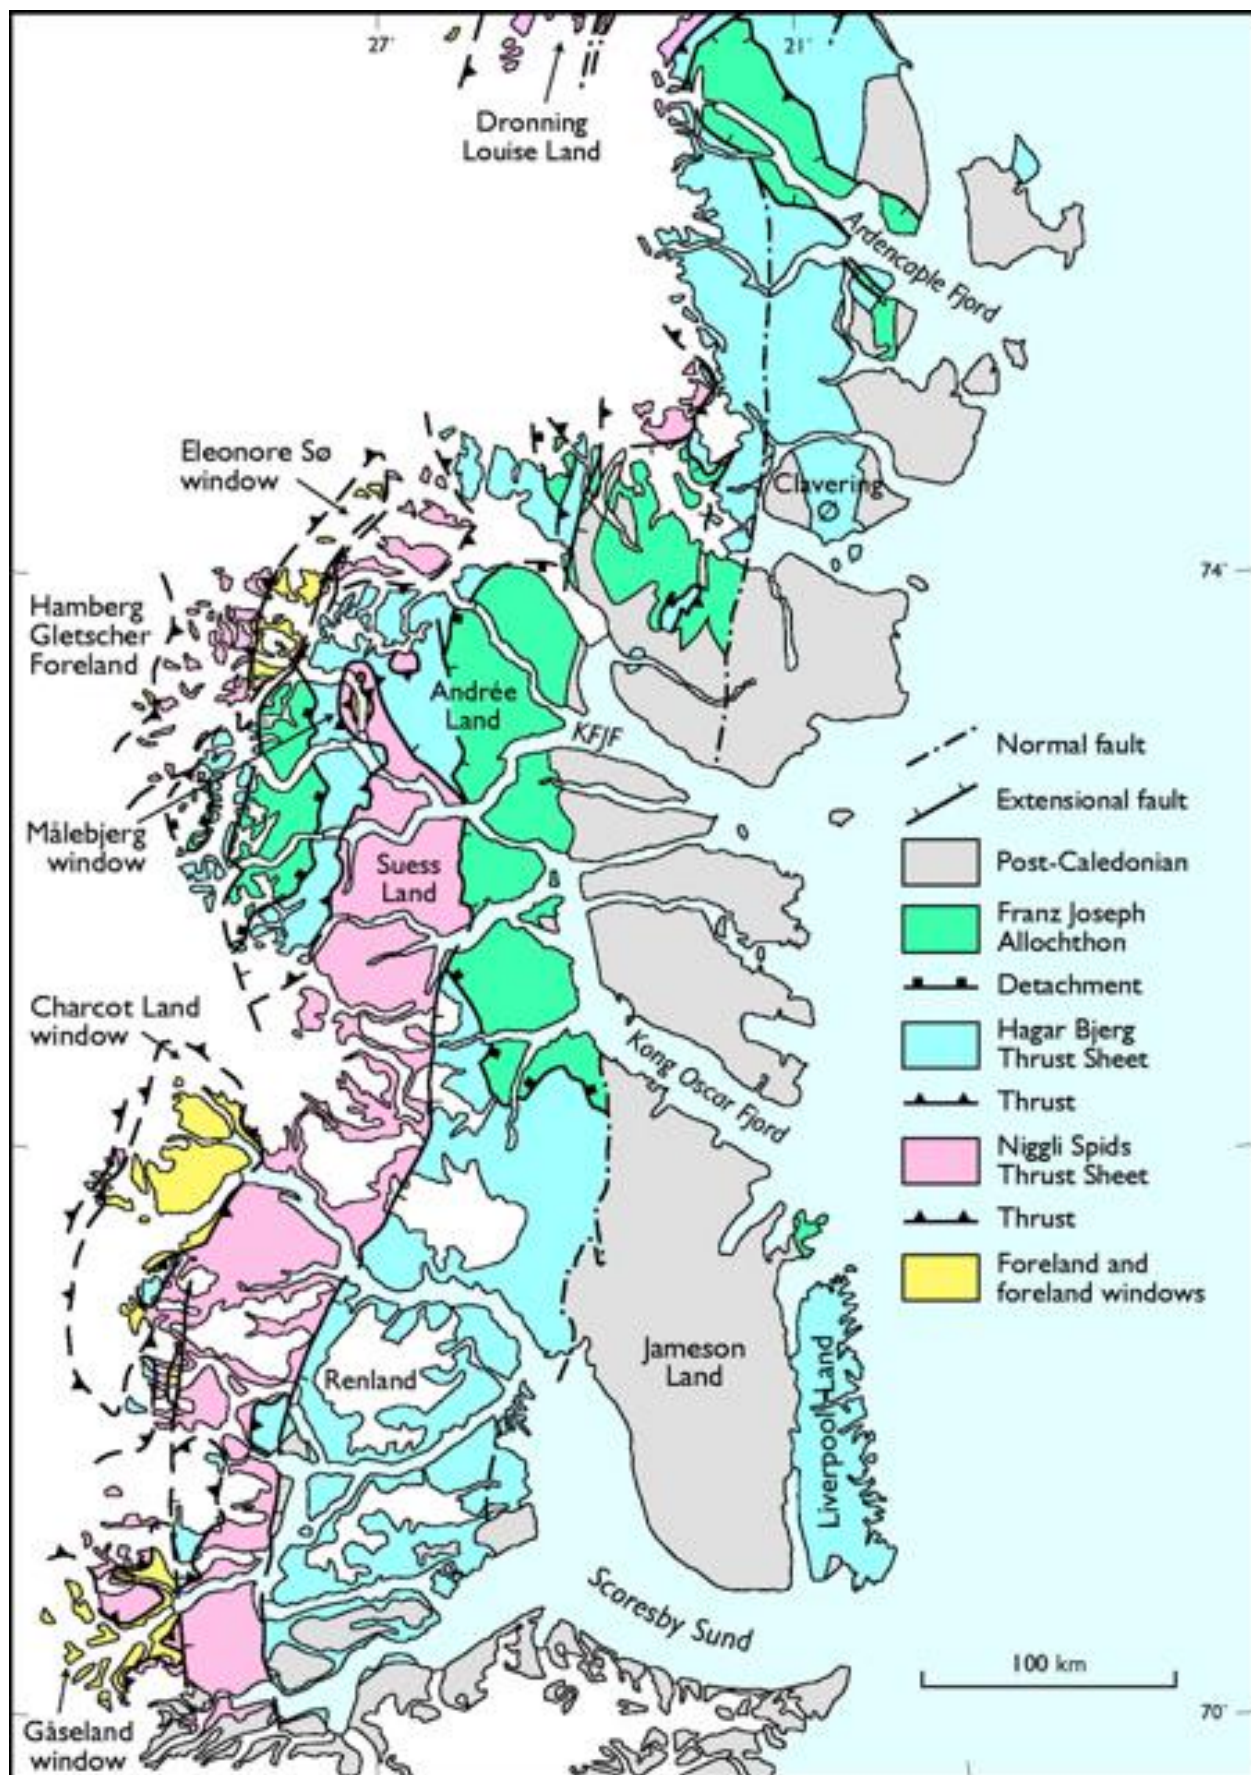 27°
21°
Dronning
Louise Land
Ardencaple Fjord
Eleonore Sø
window
Clavering
Ø
74°
Hamberg
Gletscher
Foreland
Andrée
Land
KFJF
Normal fault
Extensional fault
Målebjerg
window
Suess
Land
Post-Caledonian
Franz Joseph
Allochthon
Detachment
Charcot Land
window
Hagar Bjerg
Thrust Sheet
Kong Oscar Fjord
Thrust
Niggli Spids
Thrust Sheet
Thrust
Foreland and
foreland windows
Jameson
Land
Renland
Liverpool Land
Scoresby Sund
100 km
70°
Gåseland
window